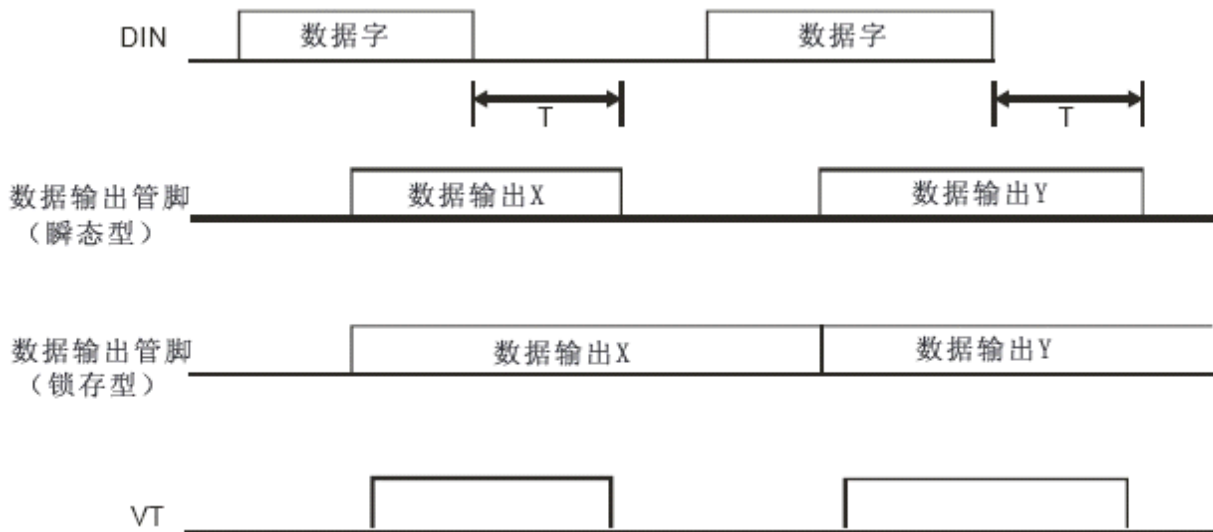 DIN
数据字
数据字
T
T
数据输出管脚
（瞬态型）
数据输出X
数据输出Y
数据输出管脚
（锁存型）
数据输出X
数据输出Y
VT